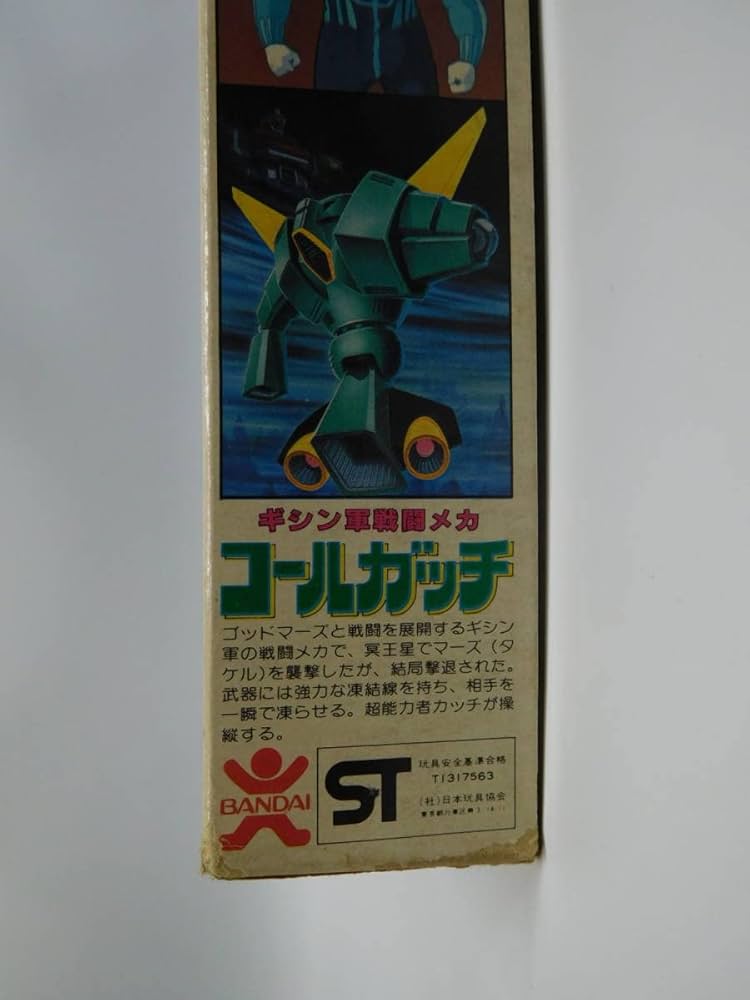 ギシン軍戦闘メカ
コールガッチ
ゴッドマーズと戦闘を展開するギシン
軍の戦闘メカで、冥王星でマーズ（タ
ケル）を襲撃したが、結局撃退された。
武器には強力な凍結線を持ち、相手を
一瞬で凍らせる。超能力者カッチが操
縦する。
BANDAI
ST
玩具安全基準合格
T1317563
(社)日本玩具協会